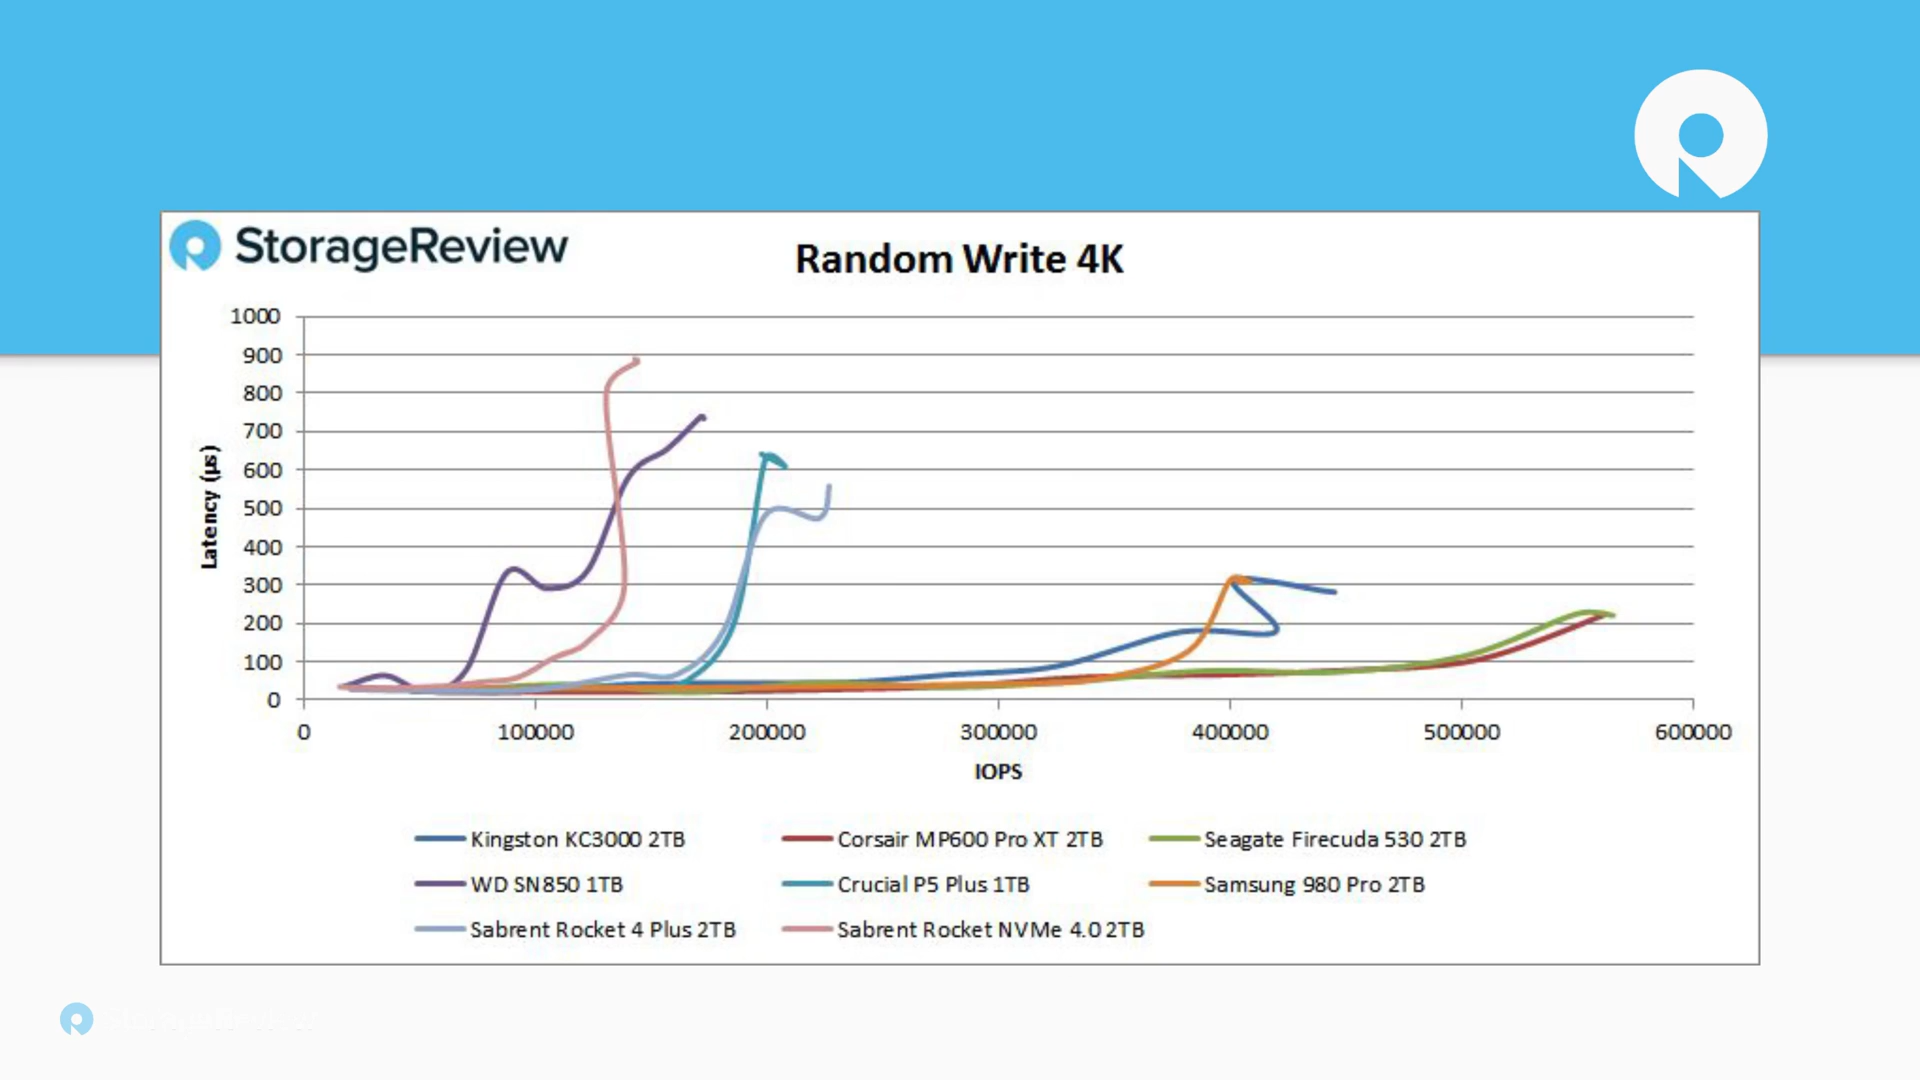 StorageReview
Random Write 4K
1000
900
800
700
600
500
400
300
200
100
0
Latency (µs)
0 100000 200000 300000 400000 500000 600000
IOPS
Kingston KC3000 2TB Corsair MP600 Pro XT 2TB Seagate Firecuda 530 2TB
WD SN850 1TB Crucial P5 Plus 1TB Samsung 980 Pro 2TB
Sabrent Rocket 4 Plus 2TB Sabrent Rocket NVMe 4.0 2TB